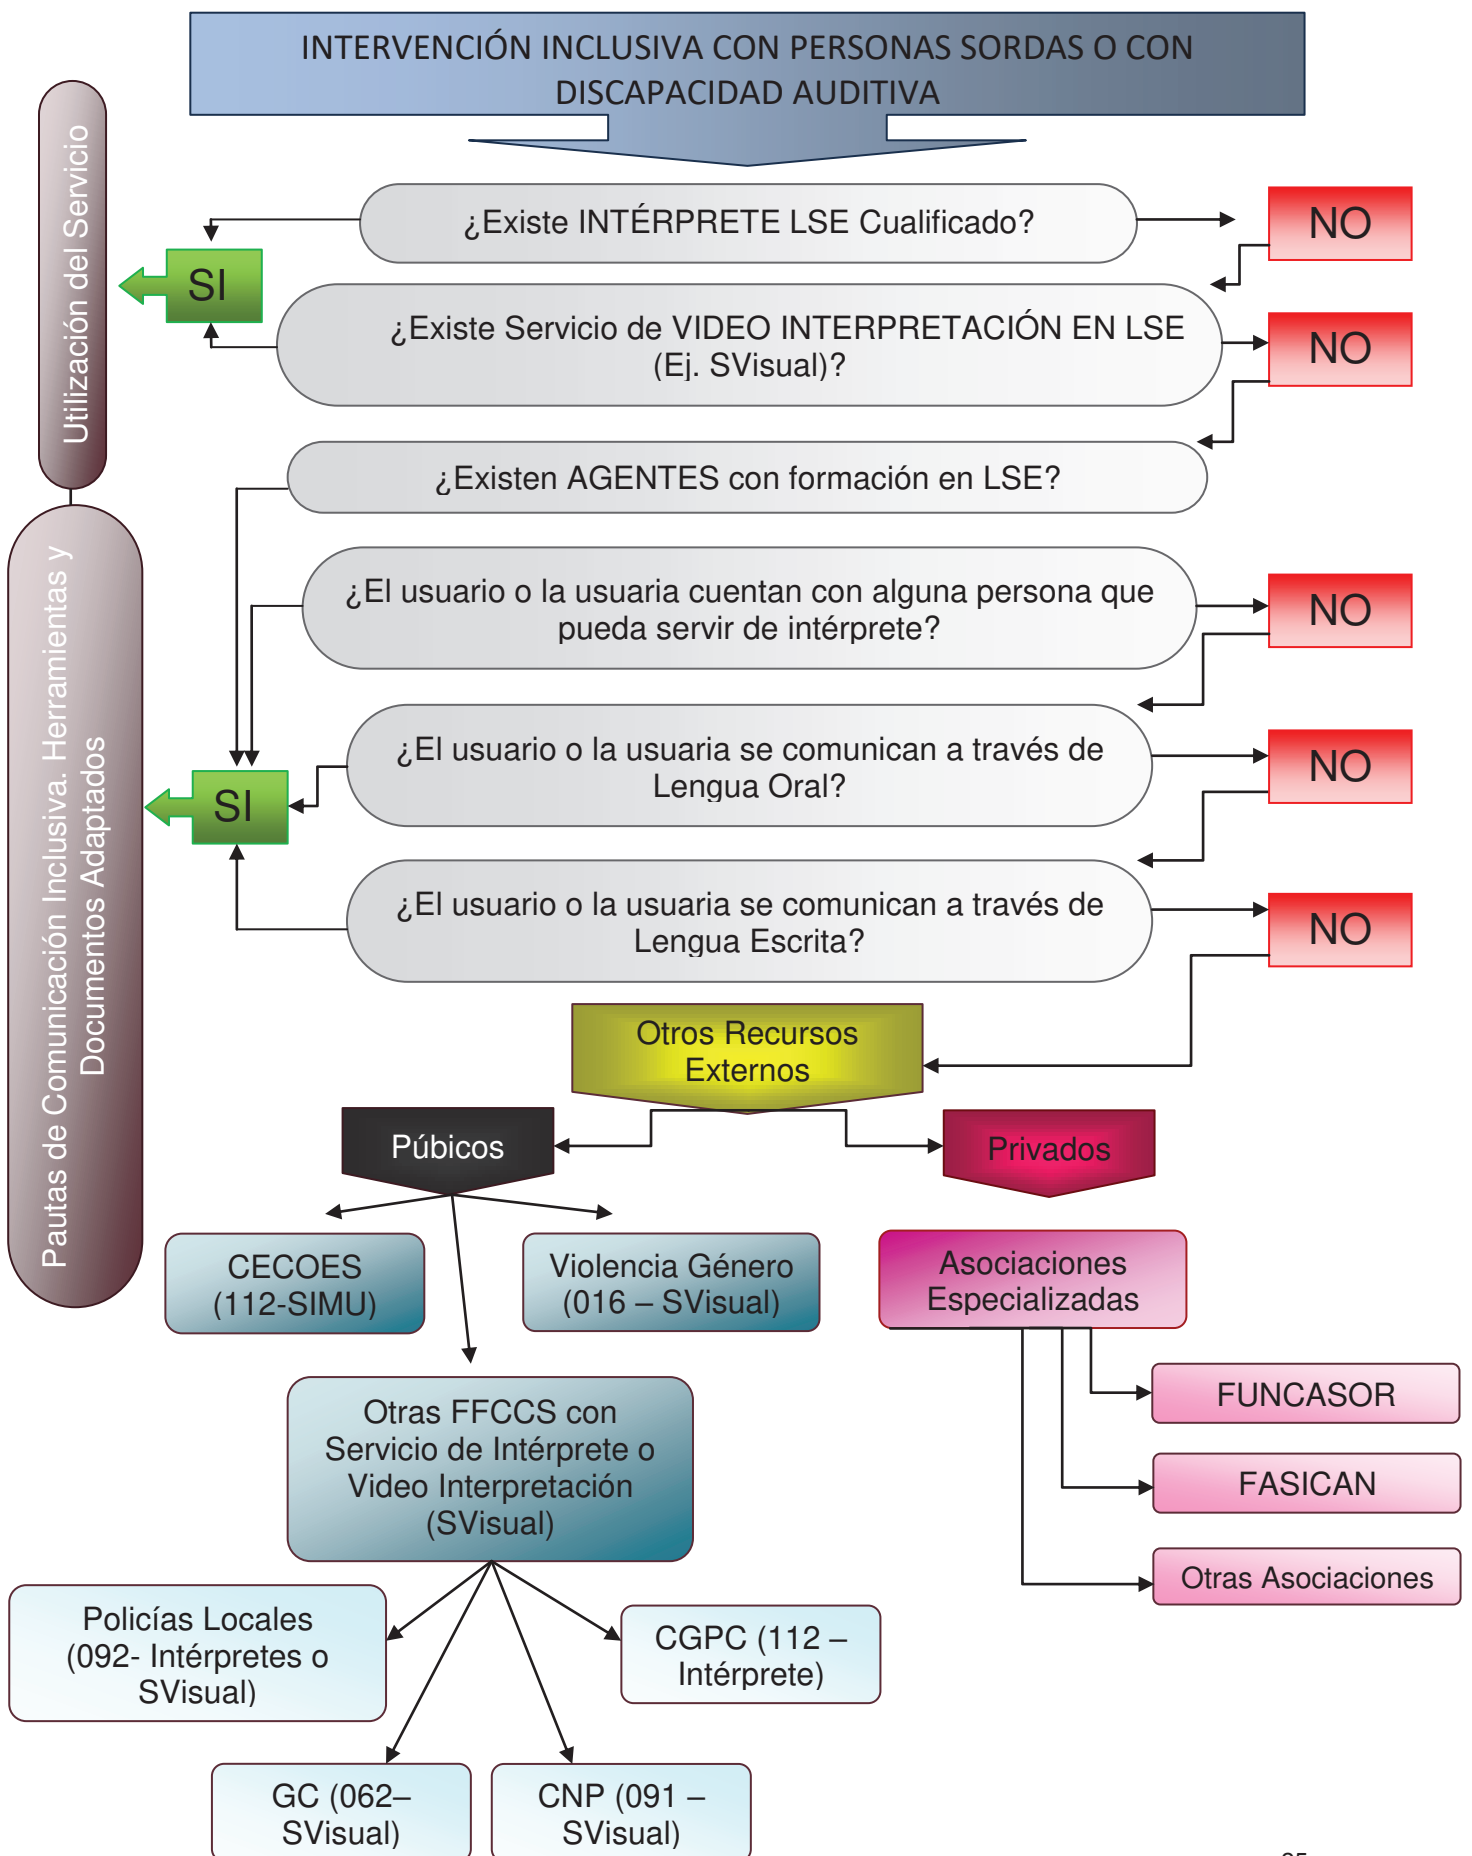 INTERVENCIÓN INCLUSIVA CON PERSONAS SORDAS O CON
DISCAPACIDAD AUDITIVA
Utilización del Servicio
¿Existe INTÉRPRETE LSE Cualificado?
NO
SI
¿Existe Servicio de VIDEO INTERPRETACIÓN EN LSE
(Ej. SVisual)?
NO
¿Existen AGENTES con formación en LSE?
Pautas de Comunicación Inclusiva. Herramientas y
Documentos Adaptados
¿El usuario o la usuaria cuentan con alguna persona que
pueda servir de intérprete?
NO
¿El usuario o la usuaria se comunican a través de
Lengua Oral?
NO
SI
¿El usuario o la usuaria se comunican a través de
Lengua Escrita?
NO
Otros Recursos
Externos
Púbicos
Privados
CECOES
(112-SIMU)
Violencia Género
(016 – SVisual)
Asociaciones
Especializadas
FUNCASOR
FASICAN
Otras Asociaciones
Otras FFCCS con
Servicio de Intérprete o
Video Interpretación
(SVisual)
Policías Locales
(092- Intérpretes o
SVisual)
CGPC (112 –
Intérprete)
GC (062–
SVisual)
CNP (091 –
SVisual)